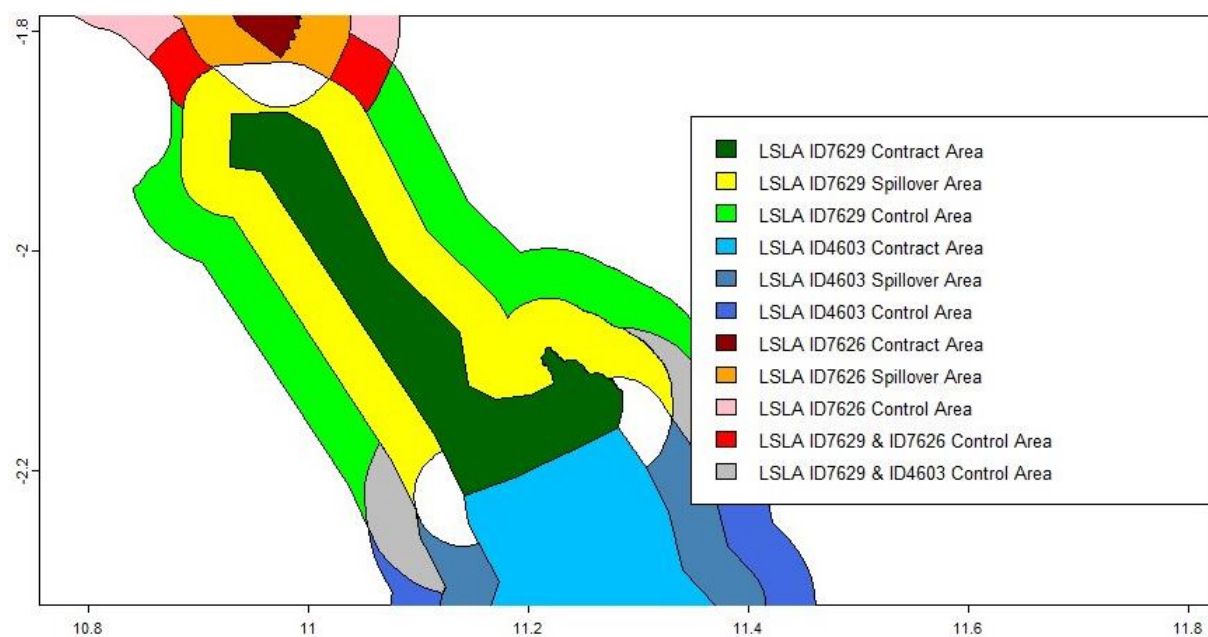 -1.8
-2
-2.2
LSLA ID7629 Contract Area
LSLA ID7629 Spillover Area
LSLA ID7629 Control Area
LSLA ID4603 Contract Area
LSLA ID4603 Spillover Area
LSLA ID4603 Control Area
LSLA ID7626 Contract Area
LSLA ID7626 Spillover Area
LSLA ID7626 Control Area
LSLA ID7629 & ID7626 Control Area
LSLA ID7629 & ID4603 Control Area
10.8 11 11.2 11.4 11.6 11.8